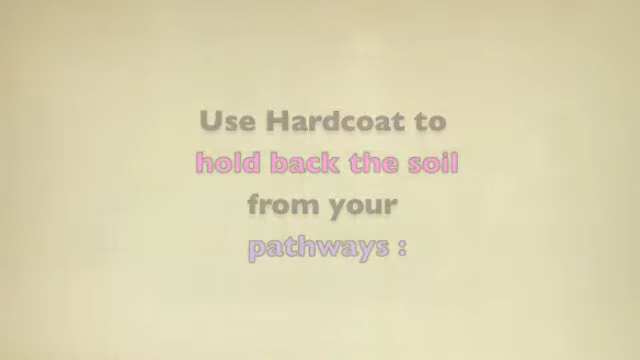 Use Hardcoat to
hold back the soil
from your
pathways :